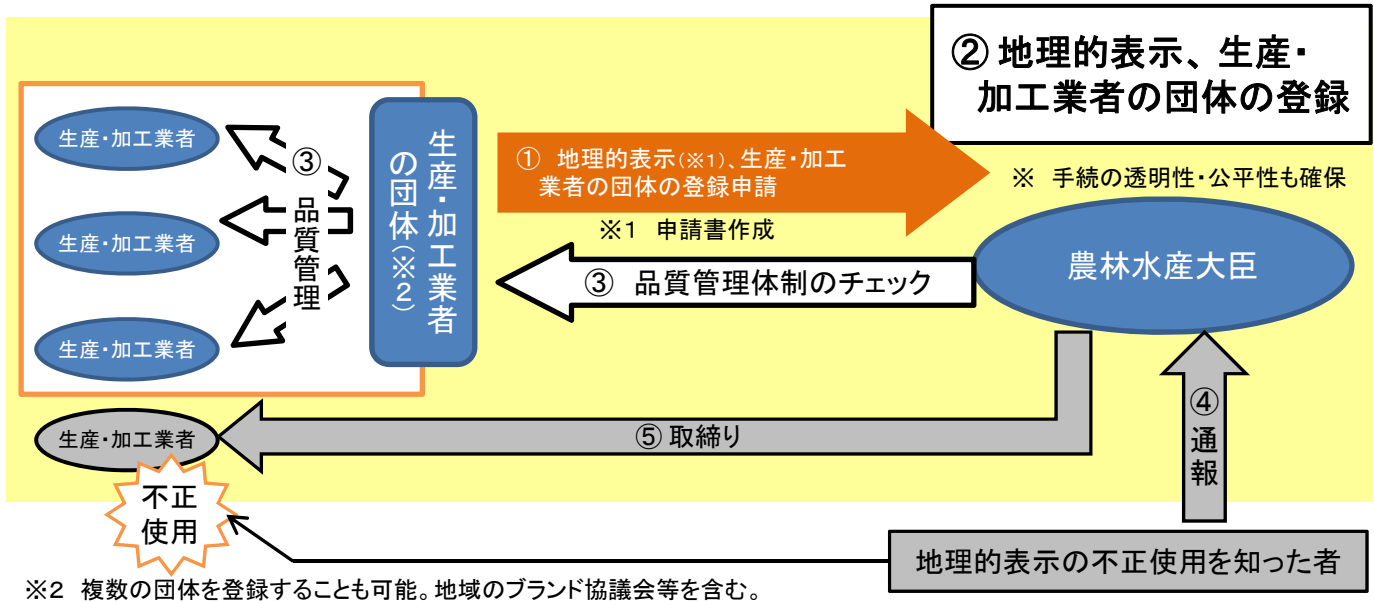 ② 地理的表示、生産・
加工業者の団体の登録
※ 手続の透明性・公平性も確保
農林水産大臣
① 地理的表示(※1)、生産・加工
業者の団体の登録申請
※1 申請書作成
③ 品質管理体制のチェック
生産・加工業者
の団体(※2)
③
品質管理
生産・加工業者
生産・加工業者
生産・加工業者
生産・加工業者
⑤ 取締り
④
通報
不正
使用
地理的表示の不正使用を知った者
※2 複数の団体を登録することも可能。地域のブランド協議会等を含む。